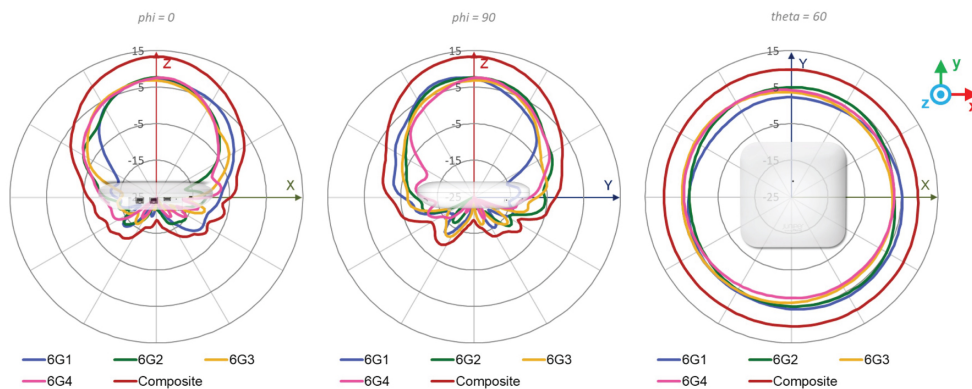 phi = 0
phi = 90
theta = 60
15
Z
5
-5
-15
-25
X
15
Z
5
-5
-15
-25
Y
15
Y
5
-5
-15
-25
X
y
z
x
6G1 6G2 6G3
6G4 Composite
6G1 6G2 6G3
6G4 Composite
6G1 6G2 6G3
6G4 Composite